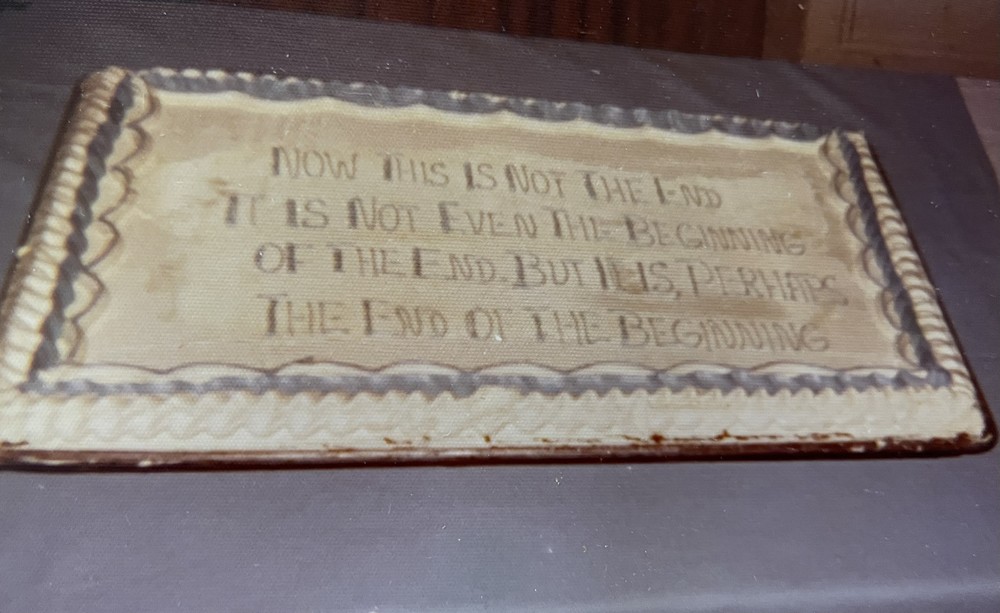 NOW THIS IS NOT THE END
IT IS NOT EVEN THE BEGINNING
OF THE END. BUT IT IS, PERHAPS
THE END OF THE BEGINNING